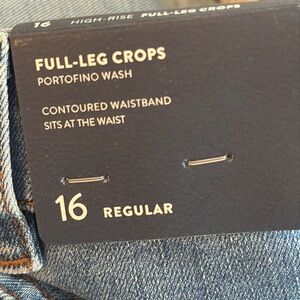 16 HIGH-RISE FULL-LEG CROPS
FULL-LEG CROPS
PORTOFINO WASH
CONTOURED WAISTBAND
SITS AT THE WAIST
16 REGULAR